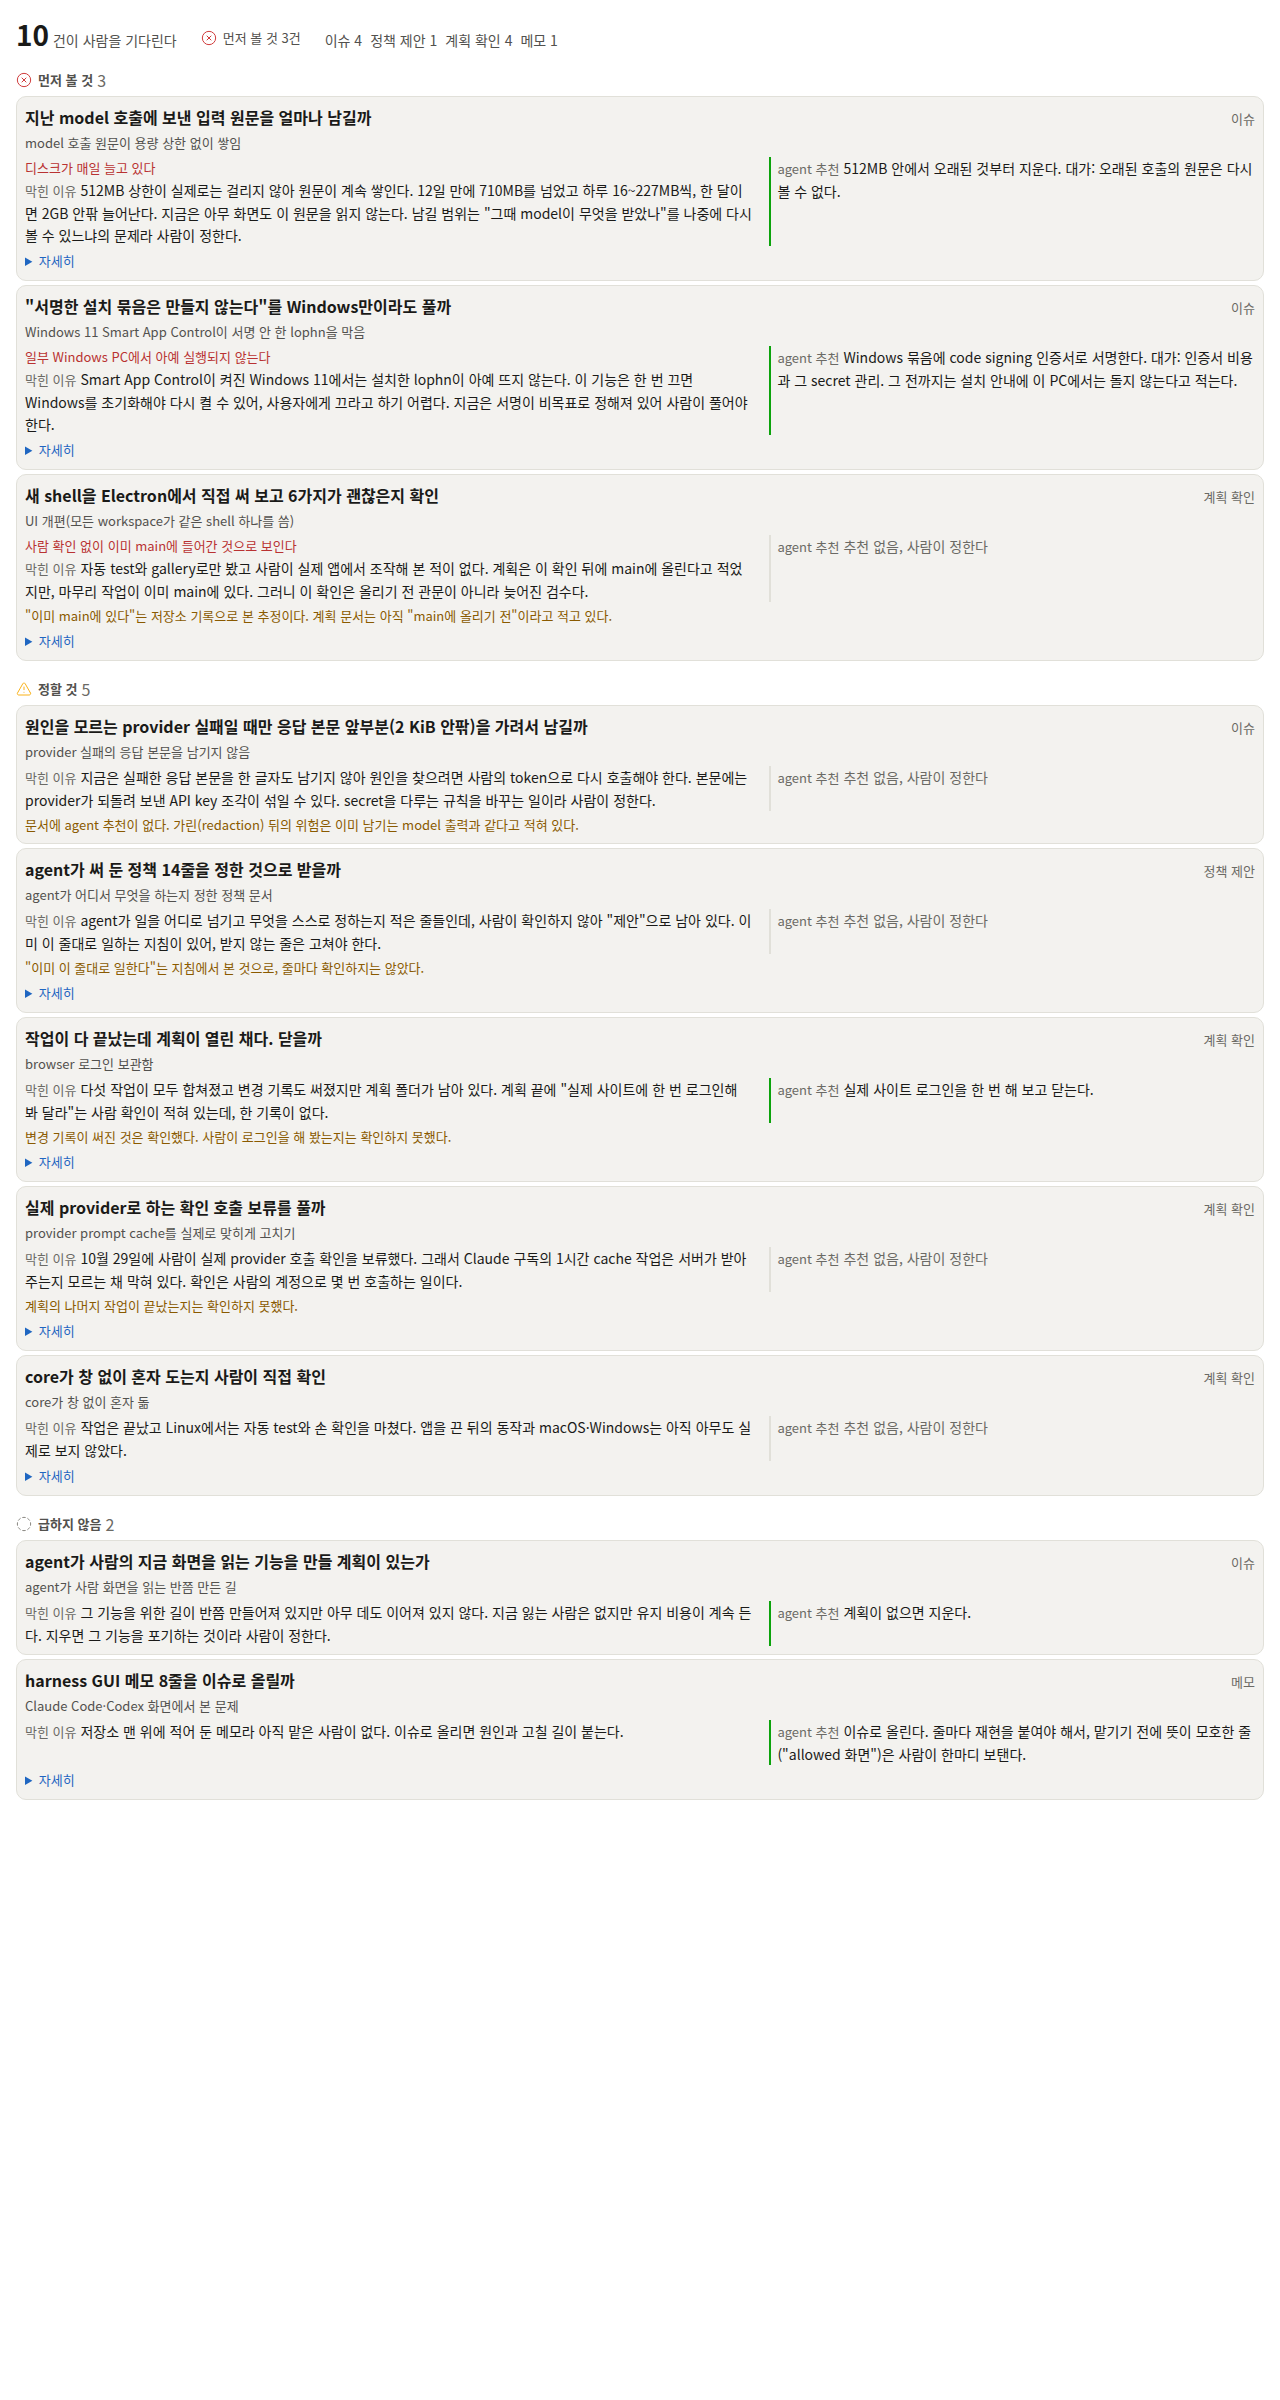 10 건이 사람을 기다린다 먼저 볼 것 3건 이슈 4 정책 제안 1 계획 확인 4 메모 1
먼저 볼 것 3
지난 model 호출에 보낸 입력 원문을 얼마나 남길까 이슈
model 호출 원문이 용량 상한 없이 쌓임
디스크가 매일 늘고 있다
막힌 이유 512MB 상한이 실제로는 걸리지 않아 원문이 계속 쌓인다. 12일 만에 710MB를 넘었고 하루 16~227MB씩, 한 달이
면 2GB 안팎 늘어난다. 지금은 아무 화면도 이 원문을 읽지 않는다. 남길 범위는 "그때 model이 무엇을 받았나"를 나중에 다시
볼 수 있느냐의 문제라 사람이 정한다.
agent 추천 512MB 안에서 오래된 것부터 지운다. 대가: 오래된 호출의 원문은 다시
볼 수 없다.
▶ 자세히
"서명한 설치 묶음은 만들지 않는다"를 Windows만이라도 풀까 이슈
Windows 11 Smart App Control이 서명 안 한 lophn을 막음
일부 Windows PC에서 아예 실행되지 않는다
막힌 이유 Smart App Control이 켜진 Windows 11에서는 설치한 lophn이 아예 뜨지 않는다. 이 기능은 한 번 끄면
Windows를 초기화해야 다시 켤 수 있어, 사용자에게 끄라고 하기 어렵다. 지금은 서명이 비목표로 정해져 있어 사람이 풀어야
한다.
agent 추천 Windows 묶음에 code signing 인증서로 서명한다. 대가: 인증서 비용
과 그 secret 관리. 그 전까지는 설치 안내에 이 PC에서는 돌지 않는다고 적는다.
▶ 자세히
새 shell을 Electron에서 직접 써 보고 6가지가 괜찮은지 확인 계획 확인
UI 개편(모든 workspace가 같은 shell 하나를 씀)
사람 확인 없이 이미 main에 들어간 것으로 보인다
막힌 이유 자동 test와 gallery로만 봤고 사람이 실제 앱에서 조작해 본 적이 없다. 계획은 이 확인 뒤에 main에 올린다고 적었
지만, 마무리 작업이 이미 main에 있다. 그러니 이 확인은 올리기 전 관문이 아니라 늦어진 검수다.
agent 추천 추천 없음, 사람이 정한다
"이미 main에 있다"는 저장소 기록으로 본 추정이다. 계획 문서는 아직 "main에 올리기 전"이라고 적고 있다.
▶ 자세히
정할 것 5
원인을 모르는 provider 실패일 때만 응답 본문 앞부분(2 KiB 안팎)을 가려서 남길까 이슈
provider 실패의 응답 본문을 남기지 않음
막힌 이유 지금은 실패한 응답 본문을 한 글자도 남기지 않아 원인을 찾으려면 사람의 token으로 다시 호출해야 한다. 본문에는
provider가 되돌려 보낸 API key 조각이 섞일 수 있다. secret을 다루는 규칙을 바꾸는 일이라 사람이 정한다.
agent 추천 추천 없음, 사람이 정한다
문서에 agent 추천이 없다. 가린(redaction) 뒤의 위험은 이미 남기는 model 출력과 같다고 적혀 있다.
agent가 써 둔 정책 14줄을 정한 것으로 받을까 정책 제안
agent가 어디서 무엇을 하는지 정한 정책 문서
막힌 이유 agent가 일을 어디로 넘기고 무엇을 스스로 정하는지 적은 줄들인데, 사람이 확인하지 않아 "제안"으로 남아 있다. 이
미 이 줄대로 일하는 지침이 있어, 받지 않는 줄은 고쳐야 한다.
agent 추천 추천 없음, 사람이 정한다
"이미 이 줄대로 일한다"는 지침에서 본 것으로, 줄마다 확인하지는 않았다.
▶ 자세히
작업이 다 끝났는데 계획이 열린 채다. 닫을까 계획 확인
browser 로그인 보관함
막힌 이유 다섯 작업이 모두 합쳐졌고 변경 기록도 써졌지만 계획 폴더가 남아 있다. 계획 끝에 "실제 사이트에 한 번 로그인해
봐 달라"는 사람 확인이 적혀 있는데, 한 기록이 없다.
agent 추천 실제 사이트 로그인을 한 번 해 보고 닫는다.
변경 기록이 써진 것은 확인했다. 사람이 로그인을 해 봤는지는 확인하지 못했다.
▶ 자세히
실제 provider로 하는 확인 호출 보류를 풀까 계획 확인
provider prompt cache를 실제로 맞히게 고치기
막힌 이유 10월 29일에 사람이 실제 provider 호출 확인을 보류했다. 그래서 Claude 구독의 1시간 cache 작업은 서버가 받아
주는지 모르는 채 막혀 있다. 확인은 사람의 계정으로 몇 번 호출하는 일이다.
agent 추천 추천 없음, 사람이 정한다
계획의 나머지 작업이 끝났는지는 확인하지 못했다.
▶ 자세히
core가 창 없이 혼자 도는지 사람이 직접 확인 계획 확인
core가 창 없이 혼자 돎
막힌 이유 작업은 끝났고 Linux에서는 자동 test와 손 확인을 마쳤다. 앱을 끈 뒤의 동작과 macOS·Windows는 아직 아무도 실
제로 보지 않았다.
agent 추천 추천 없음, 사람이 정한다
▶ 자세히
급하지 않음 2
agent가 사람의 지금 화면을 읽는 기능을 만들 계획이 있는가 이슈
agent가 사람 화면을 읽는 반쯤 만든 길
막힌 이유 그 기능을 위한 길이 반쯤 만들어져 있지만 아무 데도 이어져 있지 않다. 지금 잃는 사람은 없지만 유지 비용이 계속 든
다. 지우면 그 기능을 포기하는 것이라 사람이 정한다.
agent 추천 계획이 없으면 지운다.
harness GUI 메모 8줄을 이슈로 올릴까 메모
Claude Code·Codex 화면에서 본 문제
막힌 이유 저장소 맨 위에 적어 둔 메모라 아직 맡은 사람이 없다. 이슈로 올리면 원인과 고칠 길이 붙는다.
agent 추천 이슈로 올린다. 줄마다 재현을 붙여야 해서, 맡기기 전에 뜻이 모호한 줄
("allowed 화면")은 사람이 한마디 보탠다.
▶ 자세히